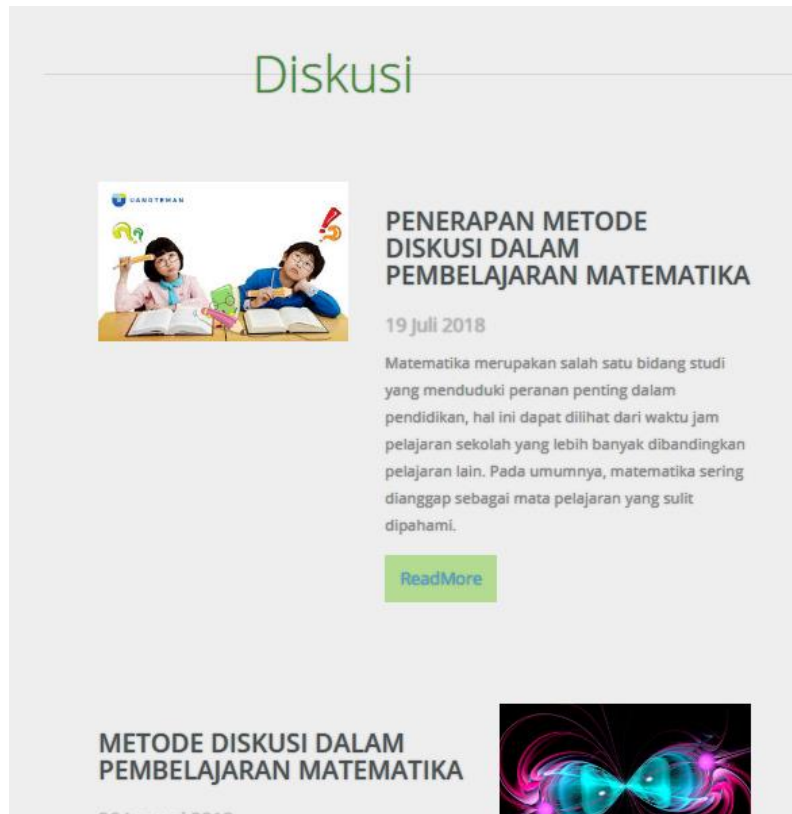 Diskusi
UANGTEMAN
PENERAPAN METODE
DISKUSI DALAM
PEMBELAJARAN MATEMATIKA
19 Juli 2018
Matematika merupakan salah satu bidang studi
yang menduduki peranan penting dalam
pendidikan, hal ini dapat dilihat dari waktu jam
pelajaran sekolah yang lebih banyak dibandingkan
pelajaran lain. Pada umumnya, matematika sering
dianggap sebagai mata pelajaran yang sulit
dipahami.
ReadMore
METODE DISKUSI DALAM
PEMBELAJARAN MATEMATIKA